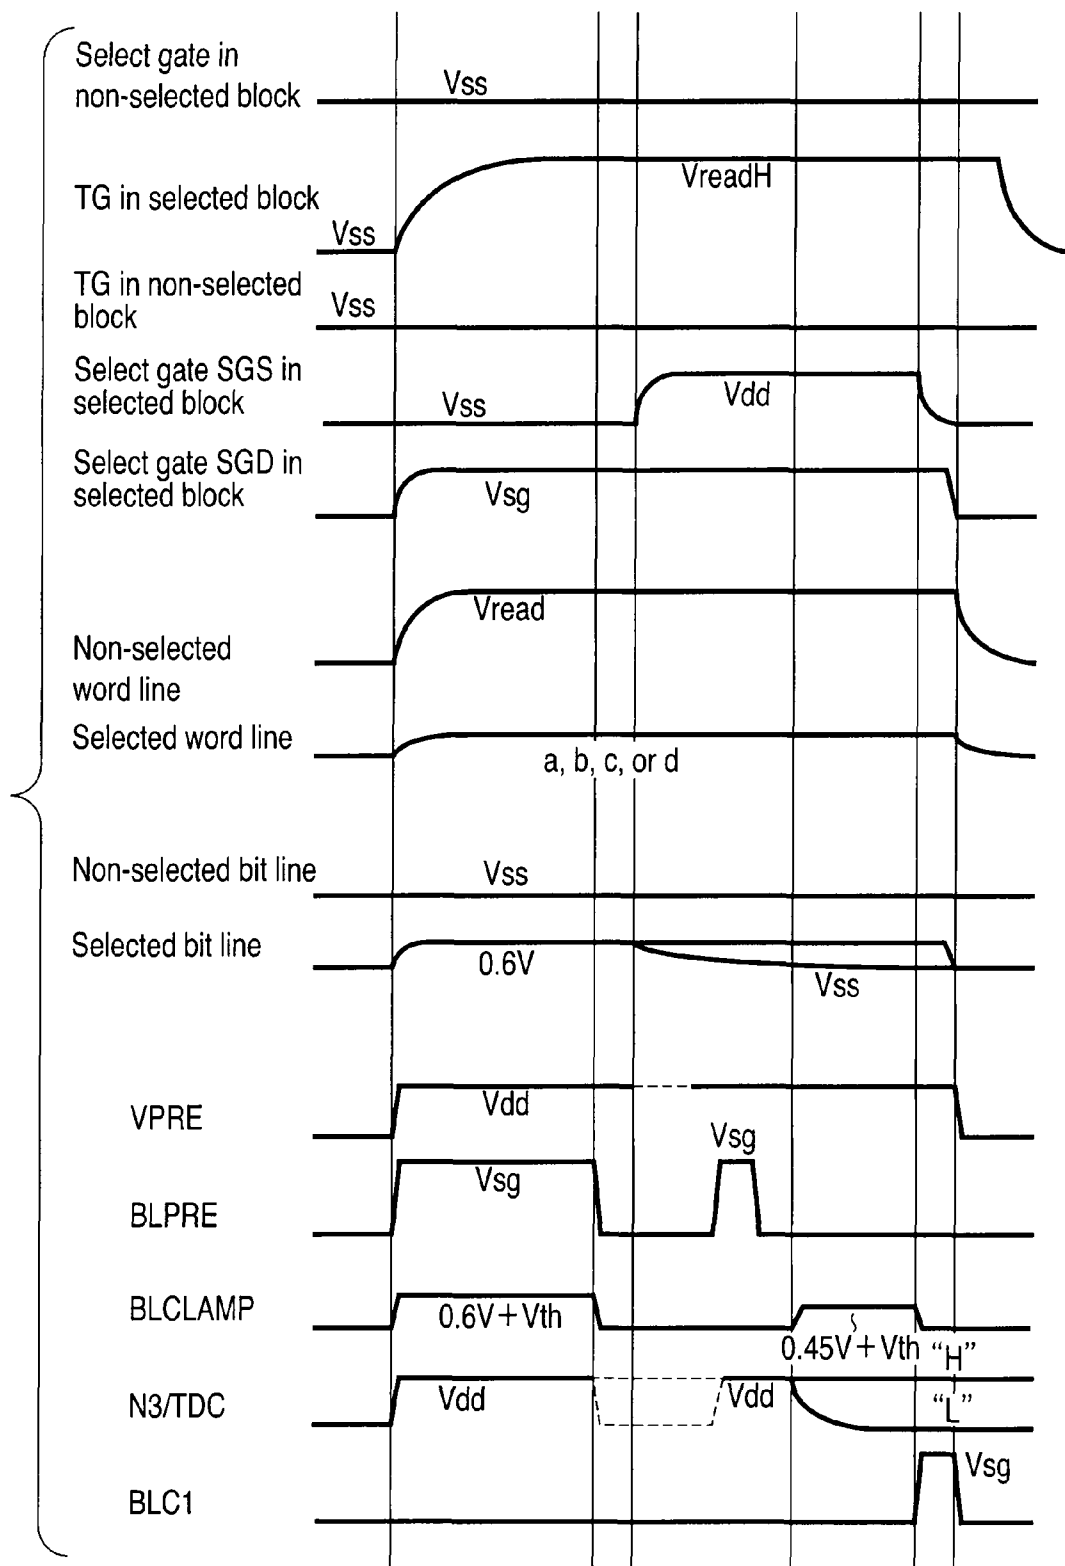 Select gate in
non-selected block
Vss
TG in selected block
Vss
VreadH
TG in non-selected
block
Vss
Select gate SGS in
selected block
Vss
Vdd
Select gate SGD in
selected block
Vsg
Vread
Non-selected
word line
Selected word line
a, b, c, or d
Non-selected bit line
Vss
Selected bit line
0.6V
Vss
VPRE
Vdd
BLPRE
Vsg
Vsg
BLCLAMP
0.6V+Vth
0.45V+Vth
"H"
N3/TDC
Vdd
Vdd
"L"
BLC1
Vsg